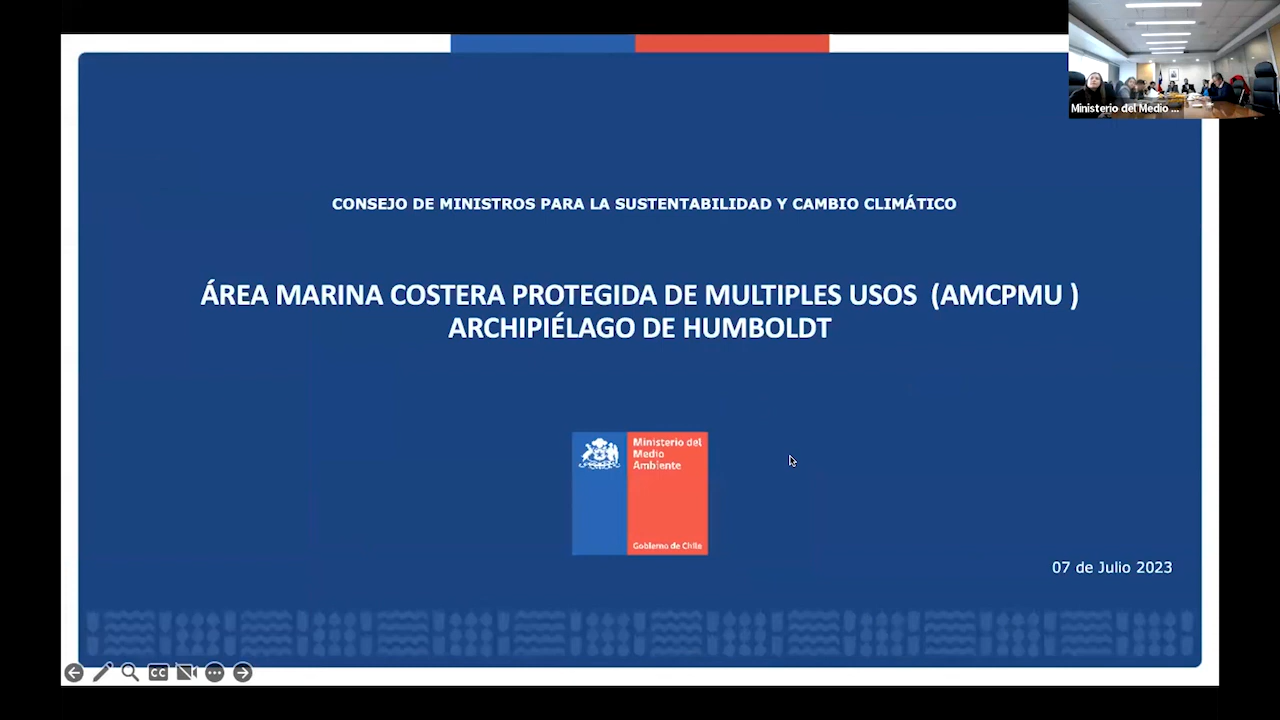 Ministerio del Medio ...
CONSEJO DE MINISTROS PARA LA SUSTENTABILIDAD Y CAMBIO CLIMÁTICO
ÁREA MARINA COSTERA PROTEGIDA DE MULTIPLES USOS (AMCPMU )
ARCHIPIÉLAGO DE HUMBOLDT
Ministerio del
Medio
Ambiente
Gobierno de Chile
07 de Julio 2023
CC